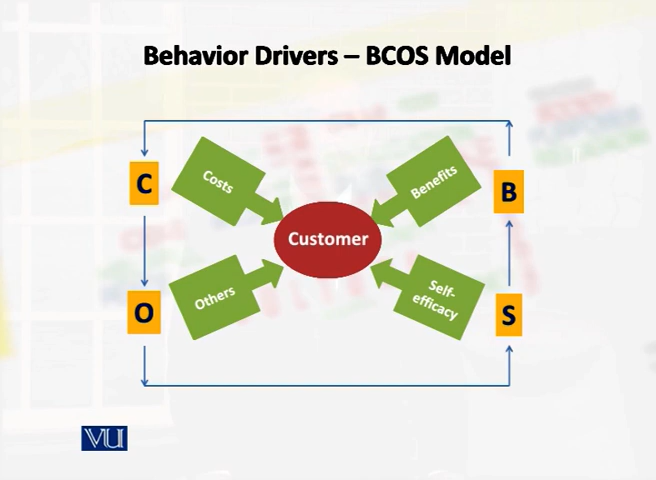 Behavior Drivers – BCOS Model
C
Costs
Benefits
B
Customer
O
Others
Self-
efficacy
S
VU